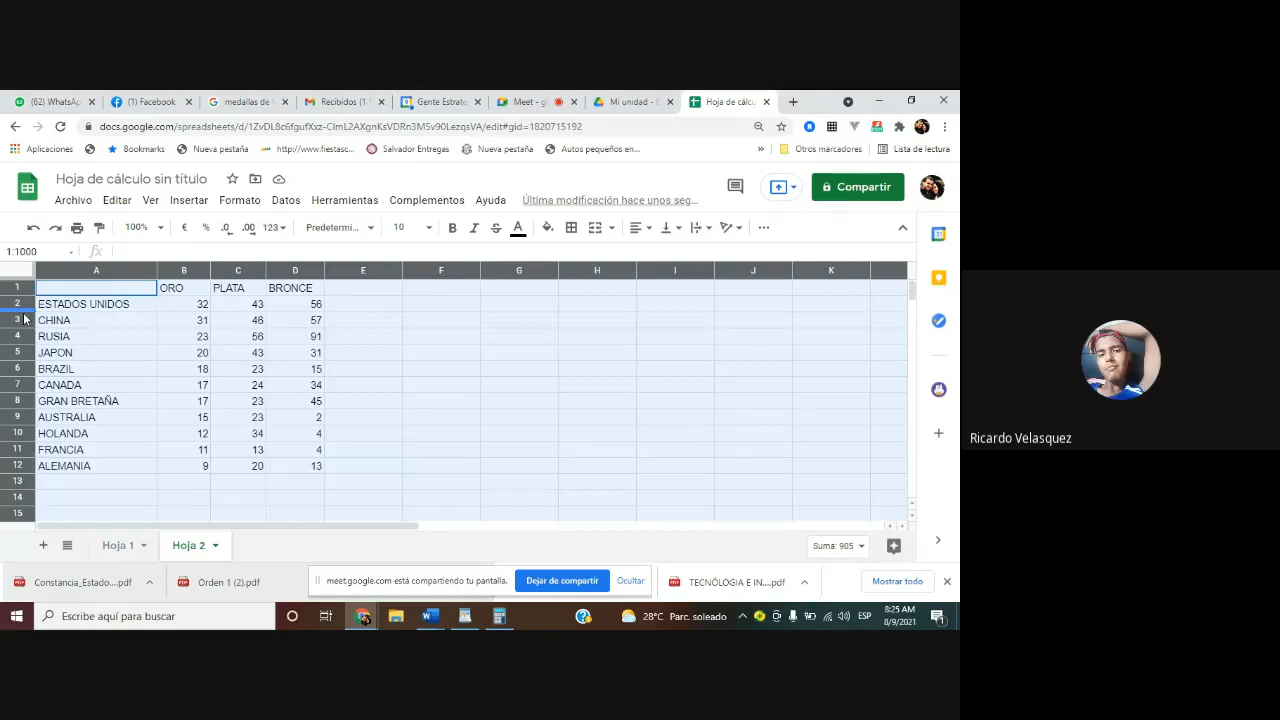 (62) WhatsAp
(1) Facebook
medallas de
Recibidos (1
Gente Estrate
Meet - g
Mi unidad -
Hoja de cálcu
docs.google.com/spreadsheets/d/1ZvDL8c6fgufXxz-ClmL2AXgnKsVDRn3M5v90LezqsVA/edit#gid=1820715192
Aplicaciones
Bookmarks
Nueva pestaña
http://www.fiestasc...
Salvador Entregas
Nueva pestaña
Autos pequeños en...
»
Otros marcadores
Lista de lectura
Hoja de cálculo sin título
Compartir
Archivo Editar Ver Insertar Formato Datos Herramientas Complementos Ayuda Última modificación hace unos seg...
100% € % .0 .00 123 Predetermi... 10 B I S A
1:1000 fx
A B C D E F G H I J K
1 ORO PLATA BRONCE
2 ESTADOS UNIDOS 32 43 56
3 CHINA 31 46 57
4 RUSIA 23 56 91
5 JAPON 20 43 31
6 BRAZIL 18 23 15
7 CANADA 17 24 34
8 GRAN BRETAÑA 17 23 45
9 AUSTRALIA 15 23 2
10 HOLANDA 12 34 4
11 FRANCIA 11 13 4
12 ALEMANIA 9 20 13
13
14
15
Hoja 1 Hoja 2 Suma: 905
Constancia_Estado....pdf
Orden 1 (2).pdf
meet.google.com está compartiendo tu pantalla.
Dejar de compartir
Ocultar
TECNÓLOGIA E IN....pdf
Mostrar todo
Escribe aquí para buscar
28°C Parc. soleado
ESP
8:25 AM
8/9/2021
Ricardo Velasquez